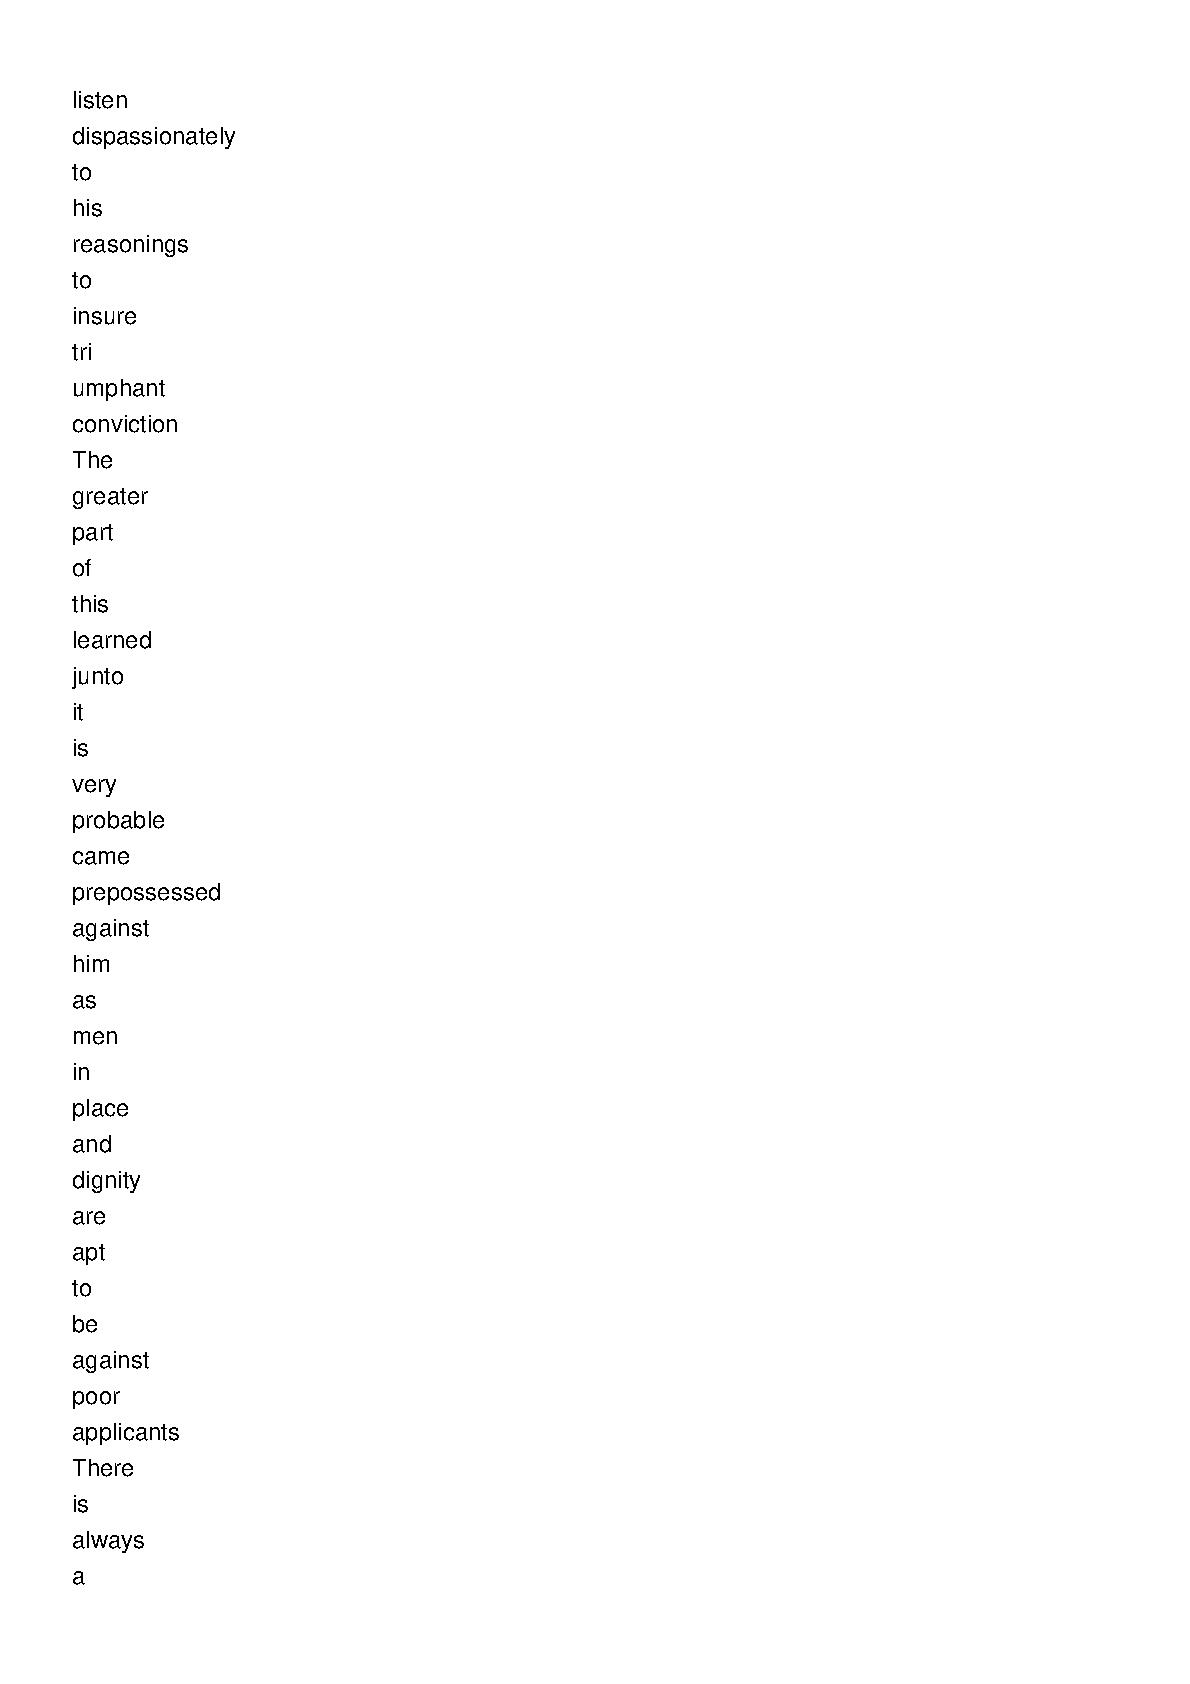 listen
dispassionately
to
his
reasonings
to
insure
tri
umphant
conviction
The
greater
part
of
this
learned
junto
it
is
very
probable
came
prepossessed
against
him
as
men
in
place
and
dignity
are
apt
to
be
against
poor
applicants
There
is
always
a